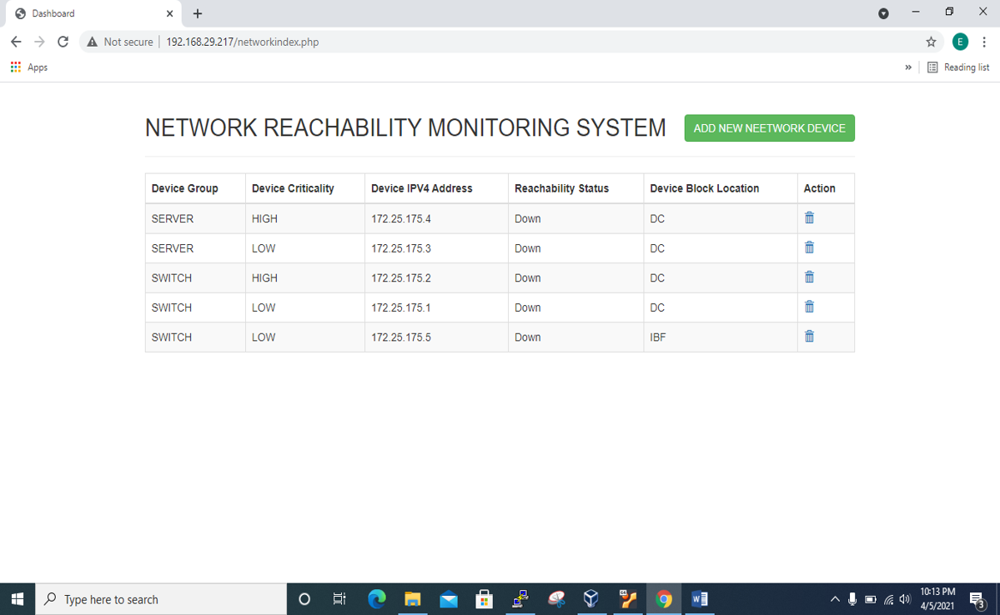 Dashboard
Not secure 192.168.29.217/networkindex.php
E
Apps
» Reading list
NETWORK REACHABILITY MONITORING SYSTEM
ADD NEW NEETWORK DEVICE
Device Group Device Criticality Device IPV4 Address Reachability Status Device Block Location Action
SERVER HIGH 172.25.175.4 Down DC
SERVER LOW 172.25.175.3 Down DC
SWITCH HIGH 172.25.175.2 Down DC
SWITCH LOW 172.25.175.1 Down DC
SWITCH LOW 172.25.175.5 Down IBF
Type here to search
10:13 PM
4/5/2021
3